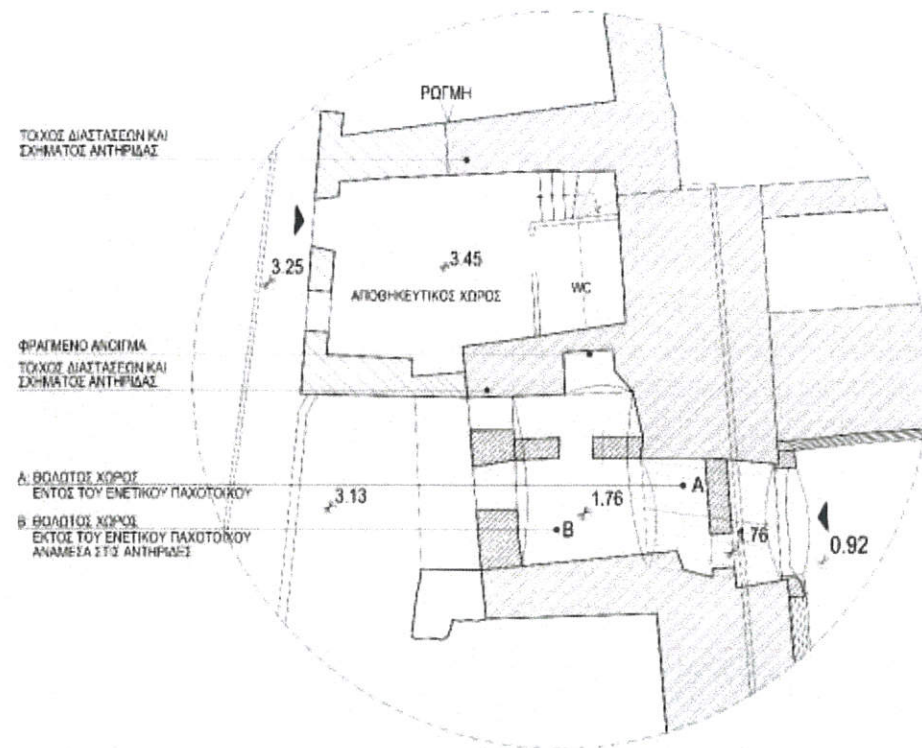 ΡΩΓΜΗ
ΤΟΙΧΟΣ ΔΙΑΣΤΑΣΕΩΝ ΚΑΙ
ΣΧΗΜΑΤΟΣ ΑΝΤΗΡΙΔΑΣ
3.25
3.45
ΑΠΟΘΗΚΕΥΤΙΚΟΣ ΧΩΡΟΣ
WC
ΦΡΑΓΜΕΝΟ ΑΝΟΙΓΜΑ
ΤΟΙΧΟΣ ΔΙΑΣΤΑΣΕΩΝ ΚΑΙ
ΣΧΗΜΑΤΟΣ ΑΝΤΗΡΙΔΑΣ
Α: ΘΟΛΩΤΟΣ ΧΩΡΟΣ
ΕΝΤΟΣ ΤΟΥ ΕΝΕΤΙΚΟΥ ΠΑΧΟΤΟΙΧΟΥ
A
3.13
1.76
Β: ΘΟΛΩΤΟΣ ΧΩΡΟΣ
ΕΚΤΟΣ ΤΟΥ ΕΝΕΤΙΚΟΥ ΠΑΧΟΤΟΙΧΟΥ
ΑΝΑΜΕΣΑ ΣΤΙΣ ΑΝΤΗΡΙΔΕΣ
B
1.76
0.92